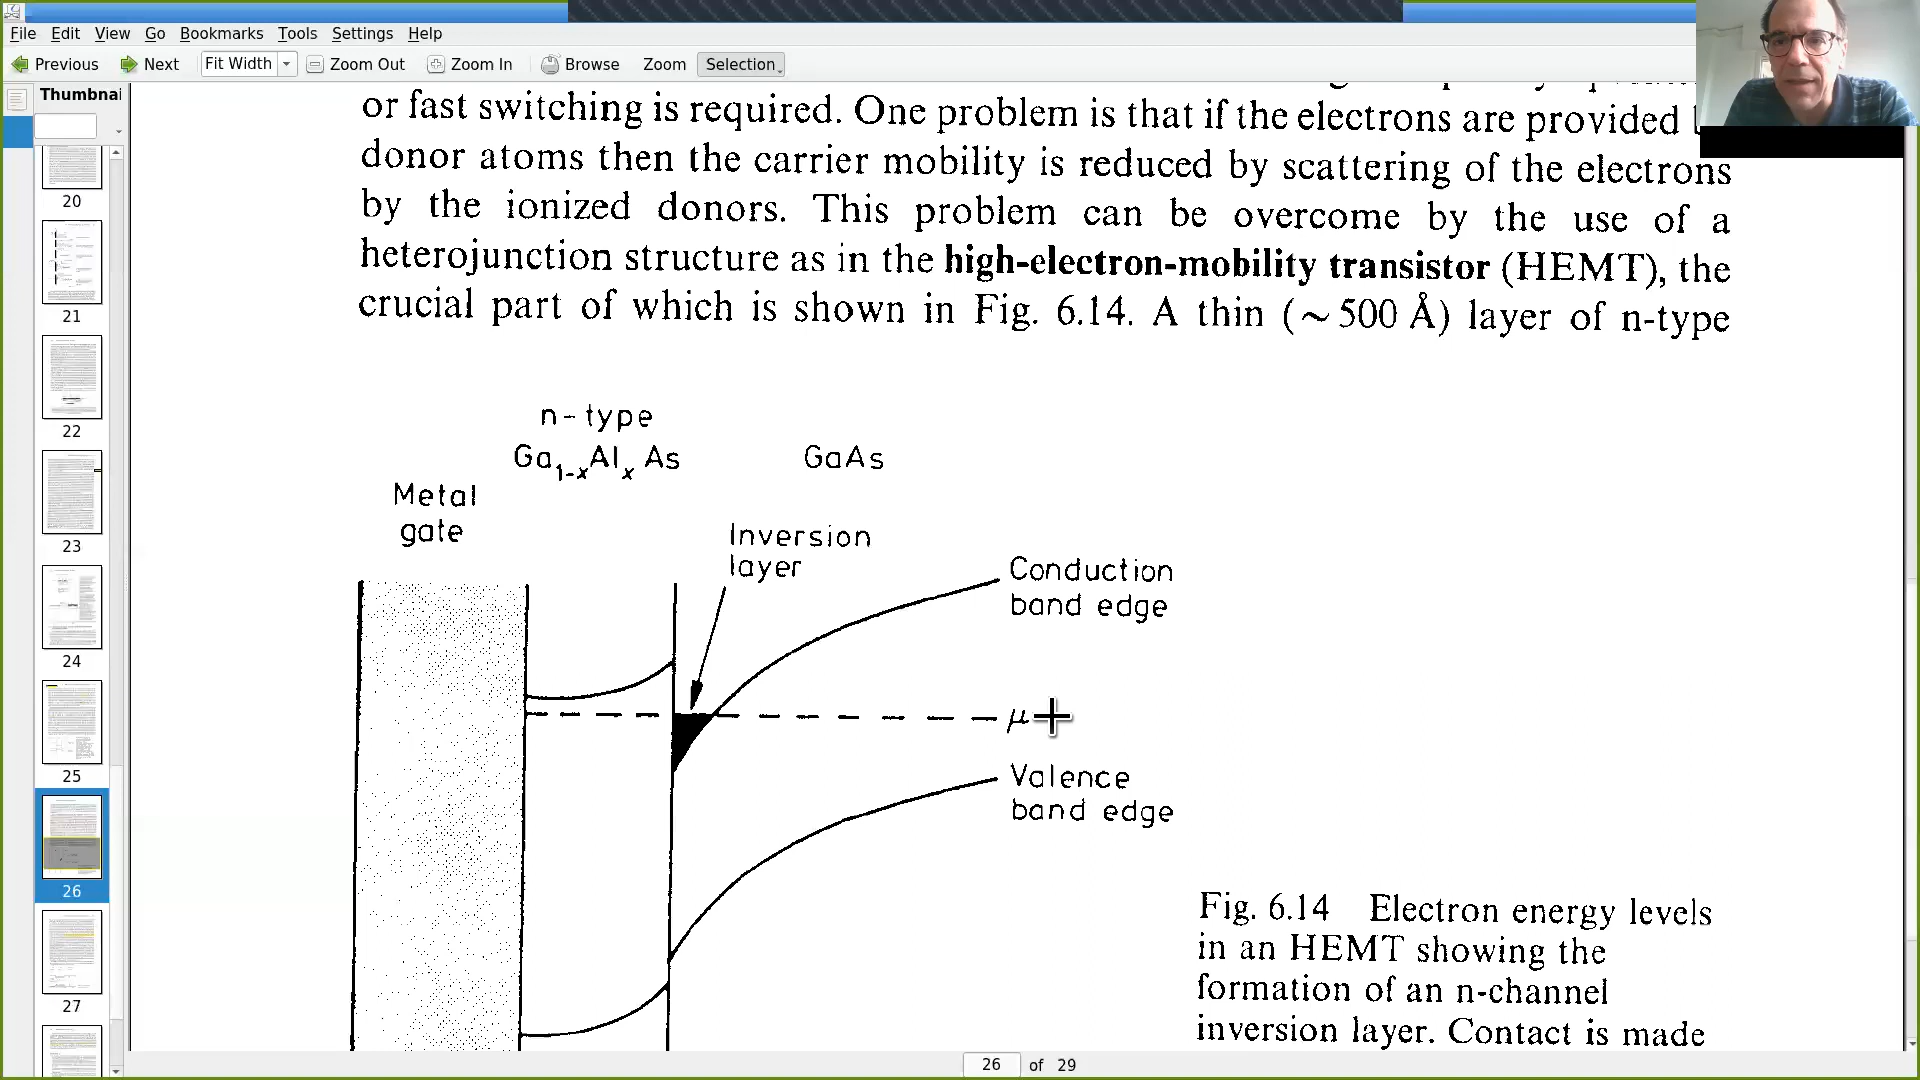 File Edit View Go Bookmarks Tools Settings Help
Previous Next Fit Width Zoom Out Zoom In Browse Zoom Selection
Thumbnai
20
21
22
23
24
25
26
27
or fast switching is required. One problem is that if the electrons are provided
donor atoms then the carrier mobility is reduced by scattering of the electrons
by the ionized donors. This problem can be overcome by the use of a
heterojunction structure as in the high-electron-mobility transistor (HEMT), the
crucial part of which is shown in Fig. 6.14. A thin (~500 Å) layer of n-type
n-type
Ga1-xAlxAs GaAs
Metal
gate
Inversion
layer
Conduction
band edge
μ
Valence
band edge
Fig. 6.14 Electron energy levels
in an HEMT showing the
formation of an n-channel
inversion layer. Contact is made
26 of 29